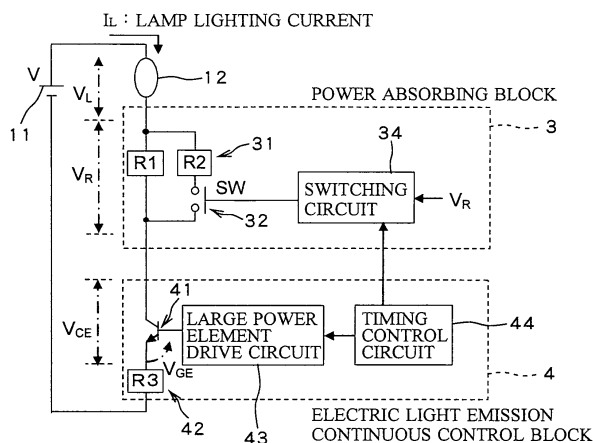 IL : LAMP LIGHTING CURRENT
V
VL
12
11
POWER ABSORBING BLOCK
3
VR
R1
R2
31
34
SW
SWITCHING
CIRCUIT
VR
32
VCE
41
LARGE POWER
ELEMENT
DRIVE CIRCUIT
TIMING
CONTROL
CIRCUIT
44
VGE
R3
42
43
4
ELECTRIC LIGHT EMISSION
CONTINUOUS CONTROL BLOCK